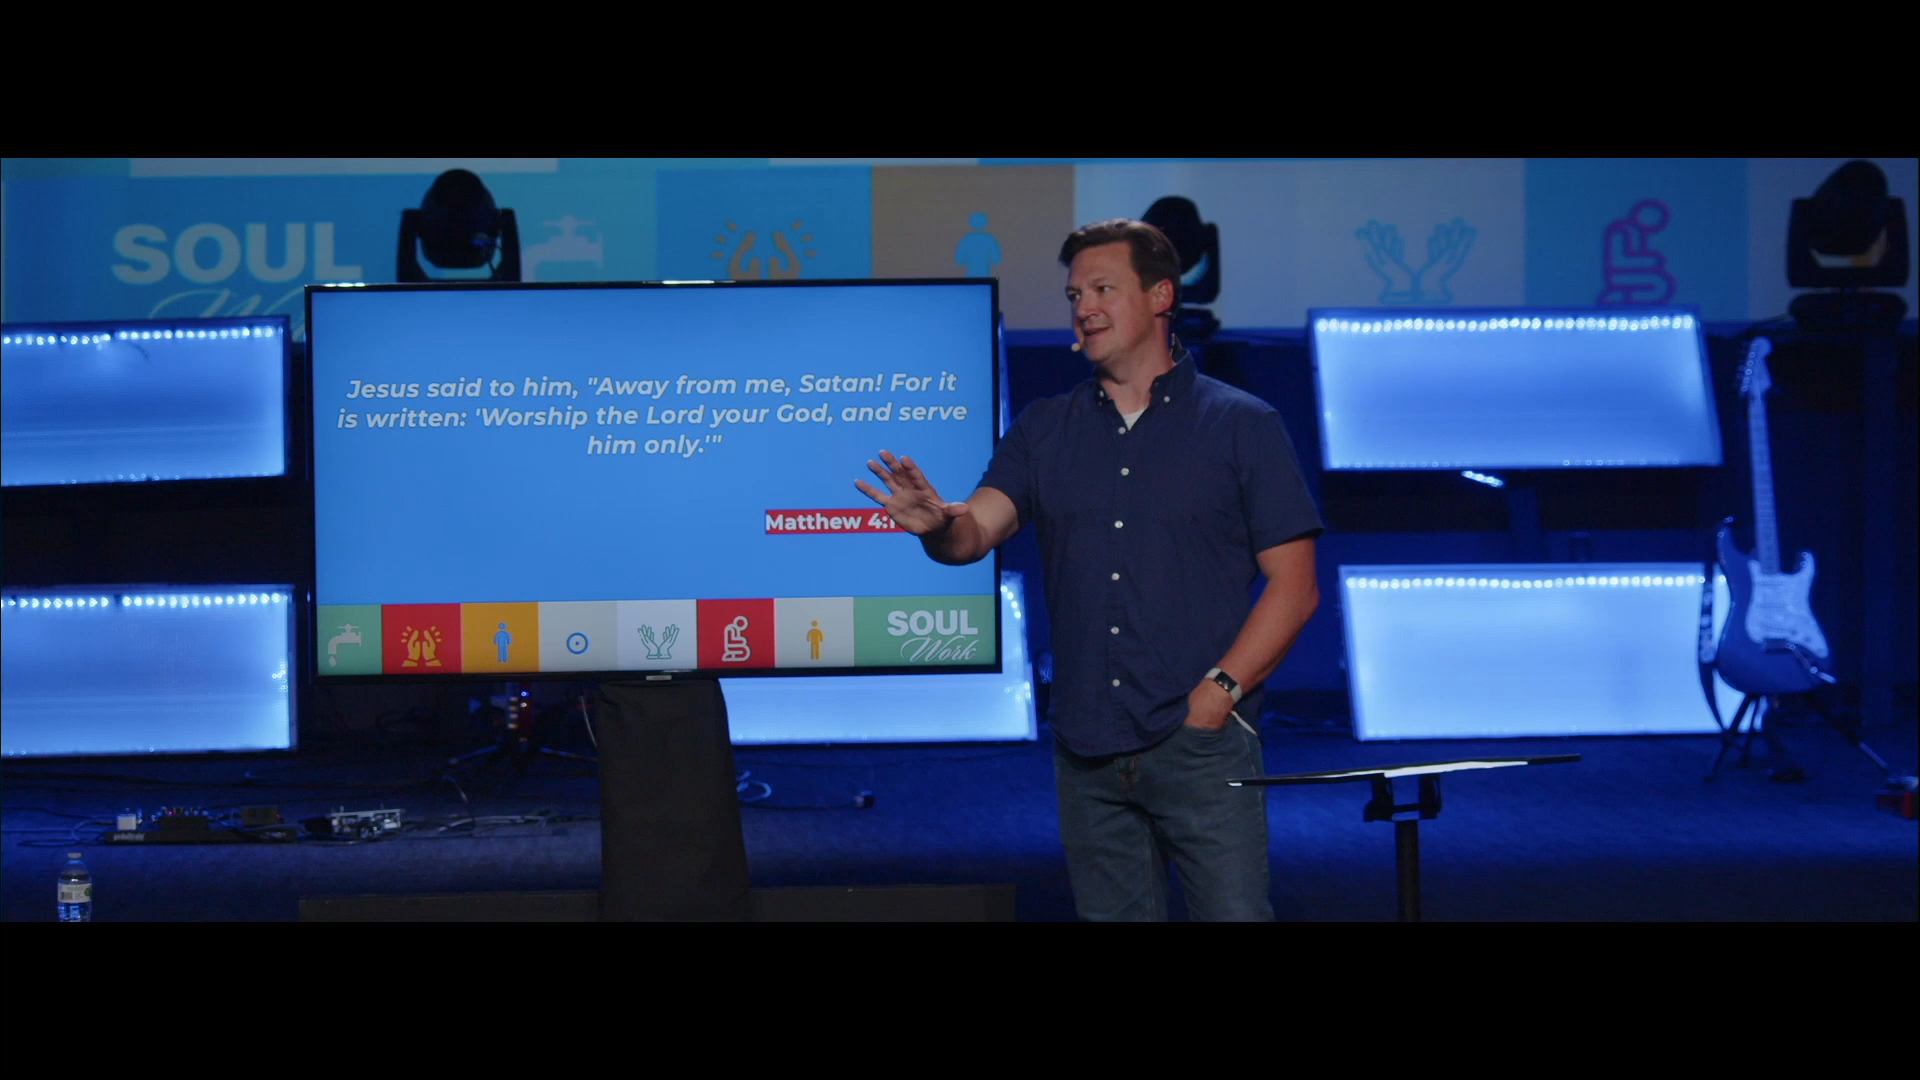 SOUL
Jesus said to him, "Away from me, Satan! For it
is written: 'Worship the Lord your God, and serve
him only.'"
Matthew 4:
SOUL
Work